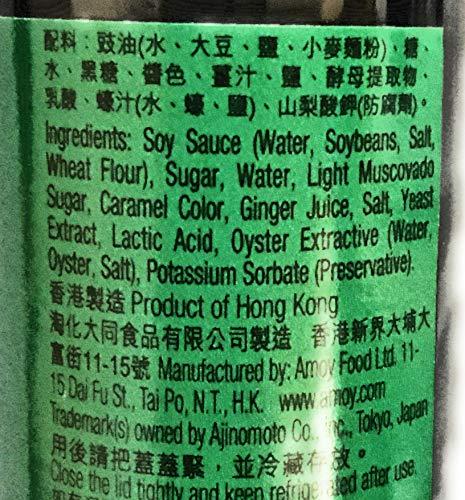 配料：豉油(水、大豆、鹽、小麥麵粉)、糖、
水、黑糖、醬色、薑汁、鹽、酵母提取物、
乳酸、蠔汁(水、蠔、鹽)、山梨酸鉀(防腐劑)。
Ingredients: Soy Sauce (Water, Soybeans, Salt,
Wheat Flour), Sugar, Water, Light Muscovado
Sugar, Caramel Color, Ginger Juice, Salt, Yeast
Extract, Lactic Acid, Oyster Extractive (Water,
Oyster, Salt), Potassium Sorbate (Preservative).
香港製造 Product of Hong Kong
淘化大同食品有限公司製造 香港新界大埔大
富街11-15號 Manufactured by: Amoy Food Ltd. 11-
15 Dai Fu St., Tai Po, N.T., H.K. www.amoy.com
Trademark(s) owned by Ajinomoto Co., Inc., Tokyo, Japan
用後請把蓋蓋緊，並冷藏存放。
Close the lid tightly and keep refrigerated after use.